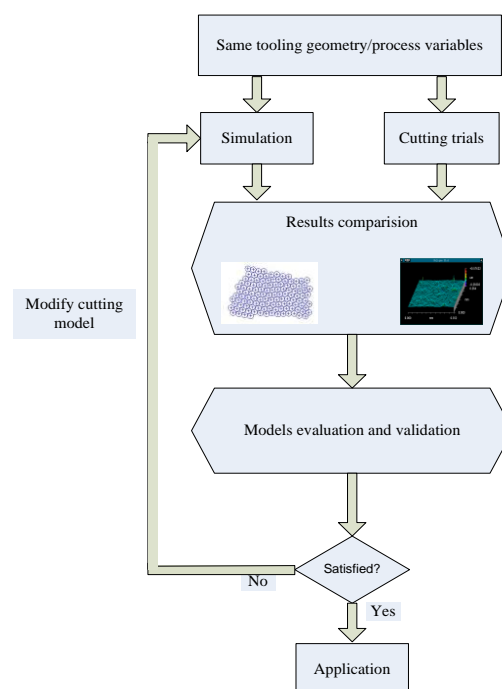 Same tooling geometry/process variables
Simulation
Cutting trials
Results comparision
Modify cutting
model
Models evaluation and validation
Satisfied?
No
Yes
Application